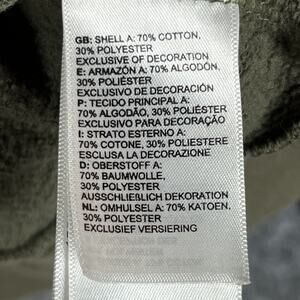 GB: SHELL A: 70% COTTON,
30% POLYESTER
EXCLUSIVE OF DECORATION
E: ARMAZÓN A: 70% ALGODÓN,
30% POLIÉSTER
EXCLUSIVO DE DECORACIÓN
P: TECIDO PRINCIPAL A:
70% ALGODÃO, 30% POLIÉSTER
EXCLUSIVO PARA DECORAÇÃO
I: STRATO ESTERNO A:
70% COTONE, 30% POLIESTERE
ESCLUSA LA DECORAZIONE
D: OBERSTOFF A:
70% BAUMWOLLE,
30% POLYESTER
AUSSCHLIEßLICH DEKORATION
NL: OMHULSEL A: 70% KATOEN,
30% POLYESTER
EXCLUSIEF VERSIERING